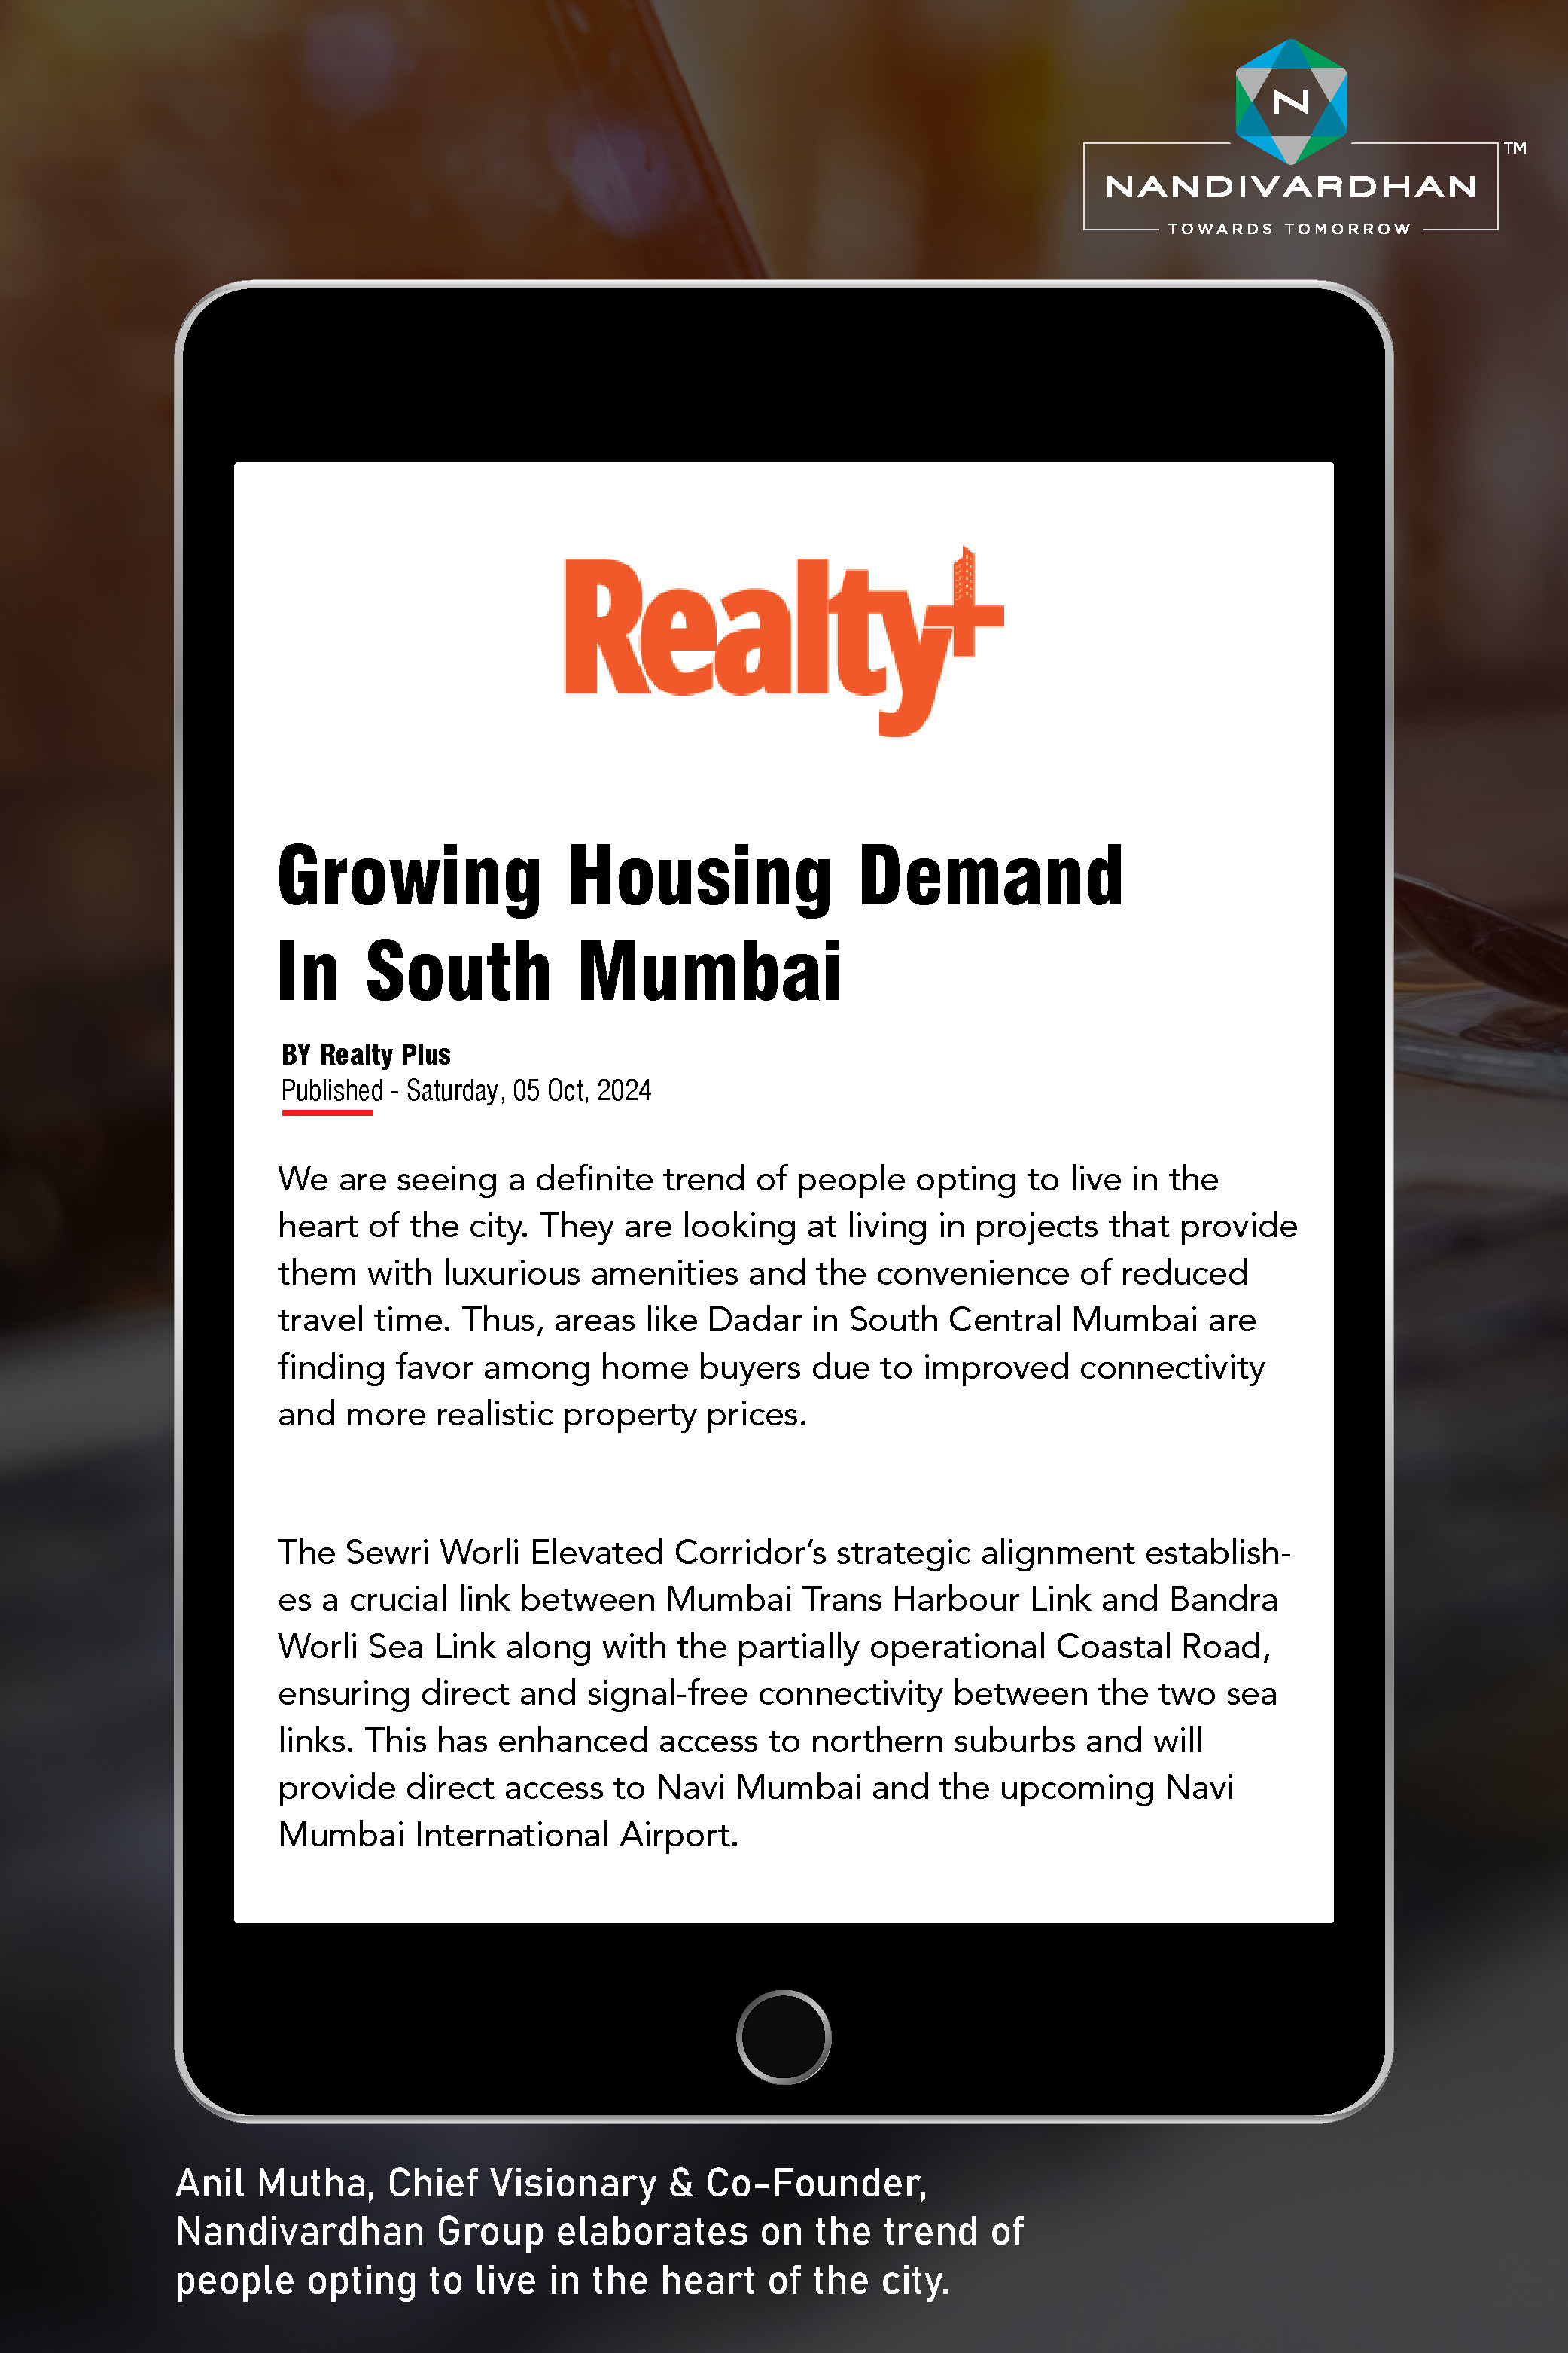 N
NANDIVARDHAN™
TOWARDS TOMORROW
Realty+
Growing Housing Demand
In South Mumbai
BY Realty Plus
Published - Saturday, 05 Oct, 2024
We are seeing a definite trend of people opting to live in the
heart of the city. They are looking at living in projects that provide
them with luxurious amenities and the convenience of reduced
travel time. Thus, areas like Dadar in South Central Mumbai are
finding favor among home buyers due to improved connectivity
and more realistic property prices.
The Sewri Worli Elevated Corridor’s strategic alignment establish-
es a crucial link between Mumbai Trans Harbour Link and Bandra
Worli Sea Link along with the partially operational Coastal Road,
ensuring direct and signal-free connectivity between the two sea
links. This has enhanced access to northern suburbs and will
provide direct access to Navi Mumbai and the upcoming Navi
Mumbai International Airport.
Anil Mutha, Chief Visionary & Co-Founder,
Nandivardhan Group elaborates on the trend of
people opting to live in the heart of the city.